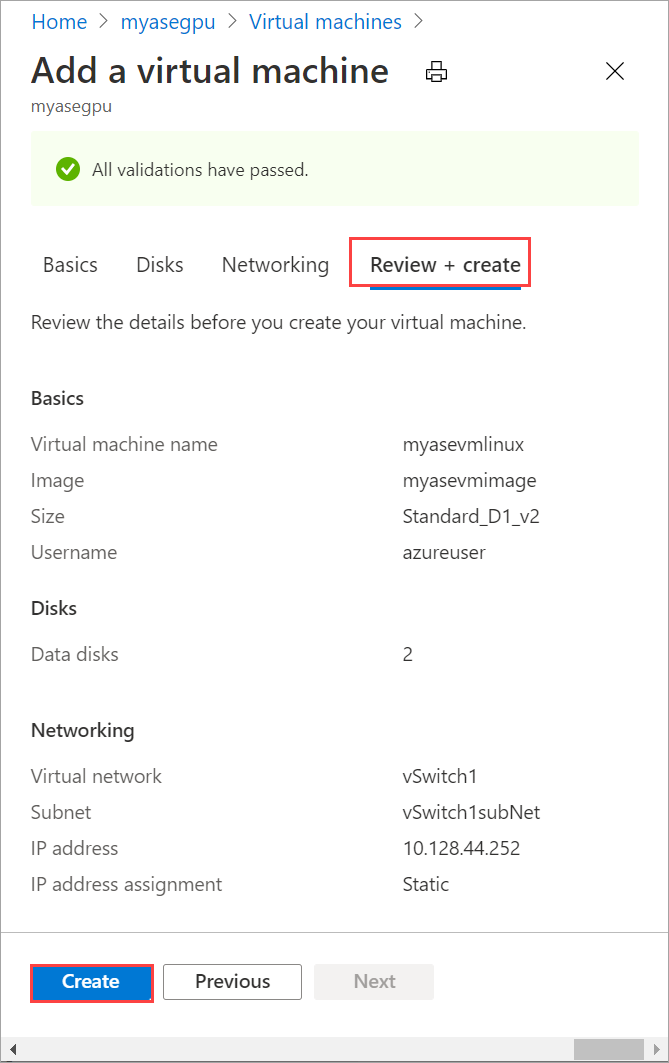 Home > myasegpu > Virtual machines >
Add a virtual machine
myasegpu
All validations have passed.
Basics Disks Networking Review + create
Review the details before you create your virtual machine.
Basics
Virtual machine name myasevmlinux
Image myasevmimage
Size Standard_D1_v2
Username azureuser
Disks
Data disks 2
Networking
Virtual network vSwitch1
Subnet vSwitch1subNet
IP address 10.128.44.252
IP address assignment Static
Create Previous Next